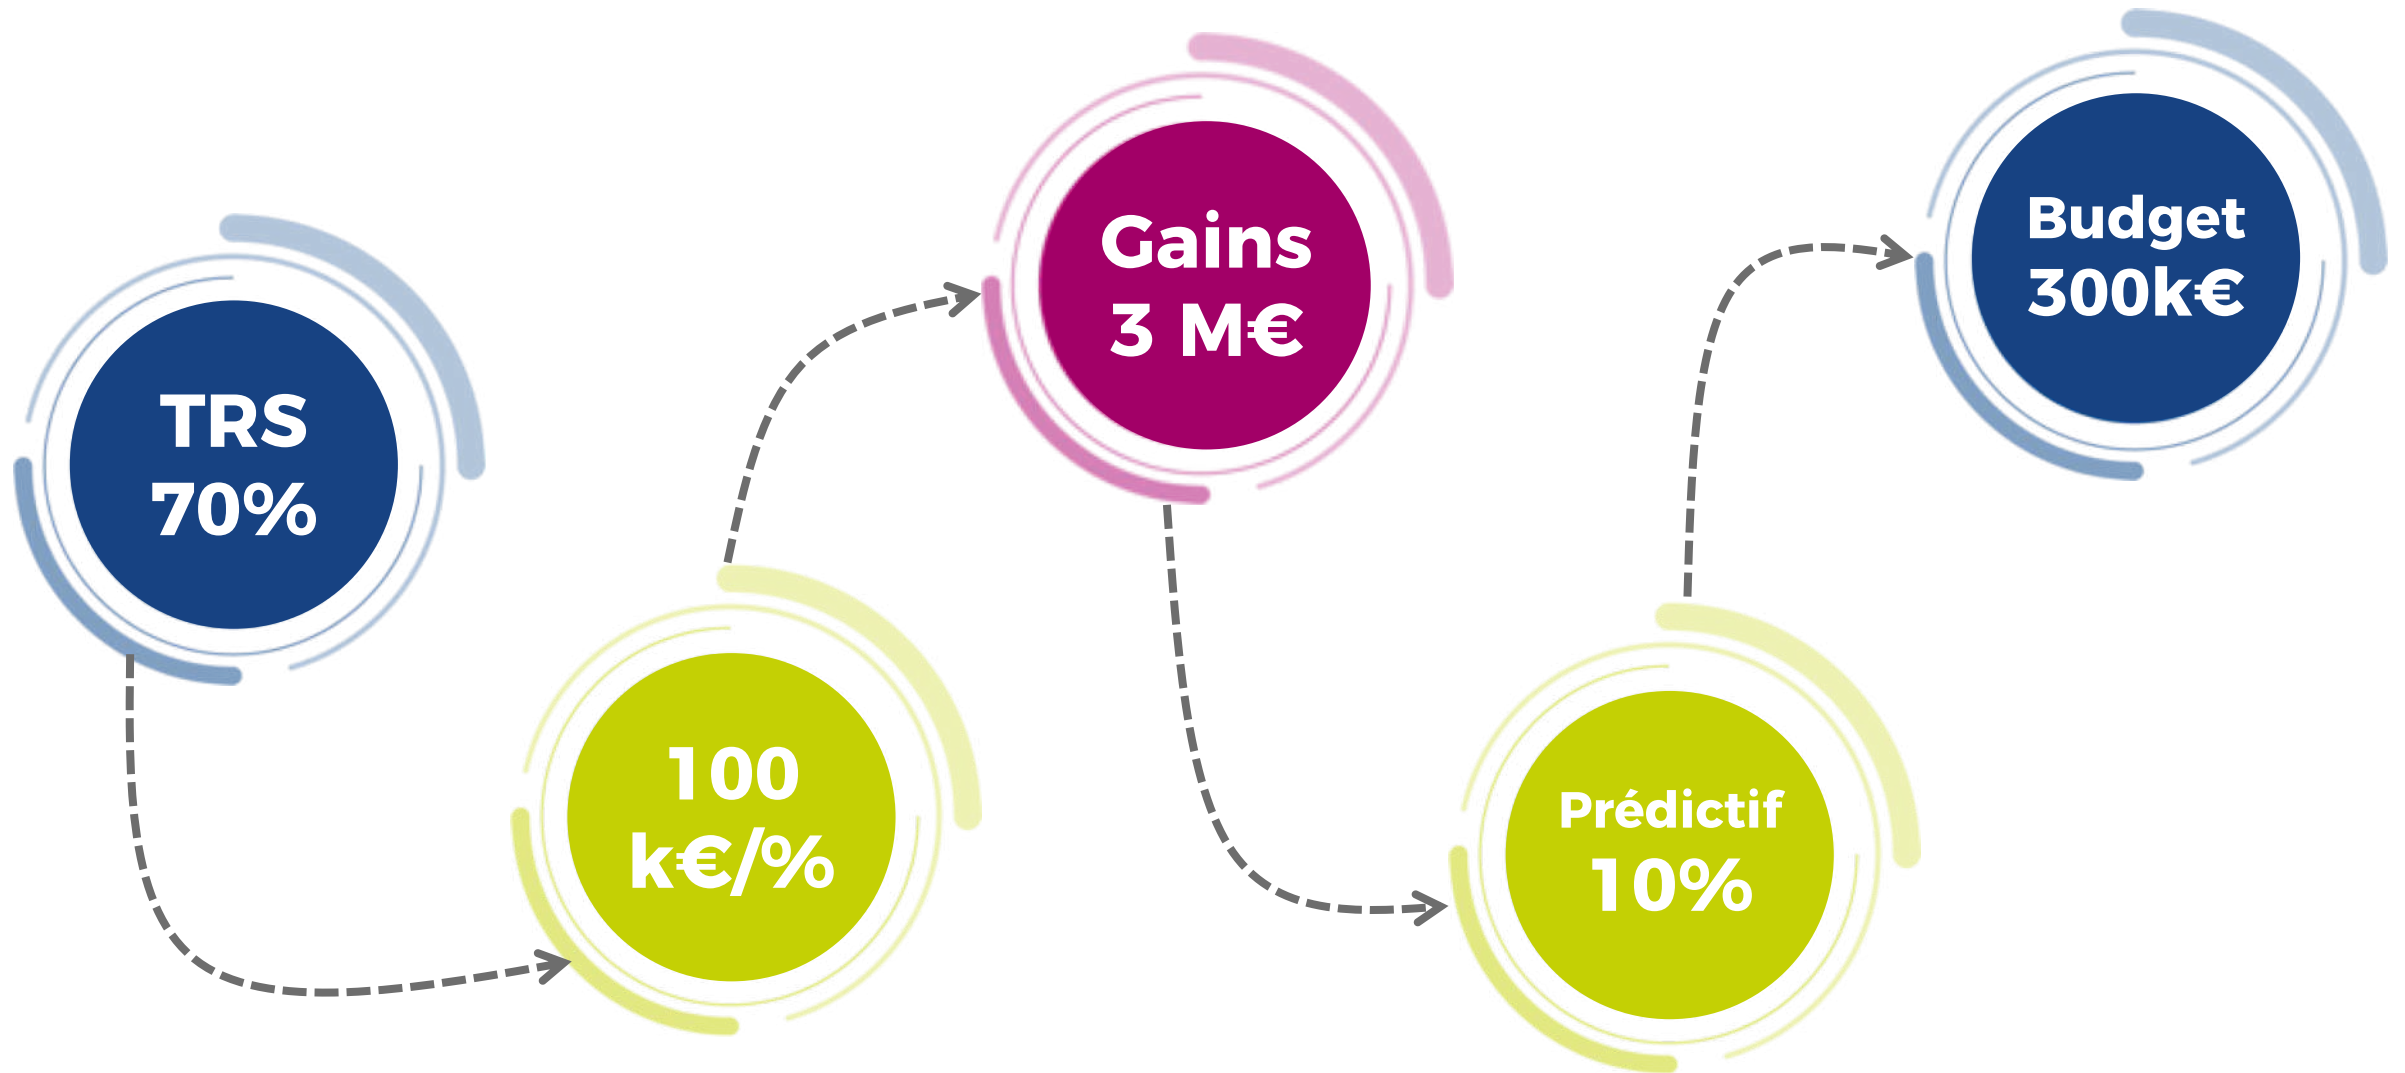 TRS
70%
100
k€/%
Gains
3 M€
Prédictif
10%
Budget
300k€